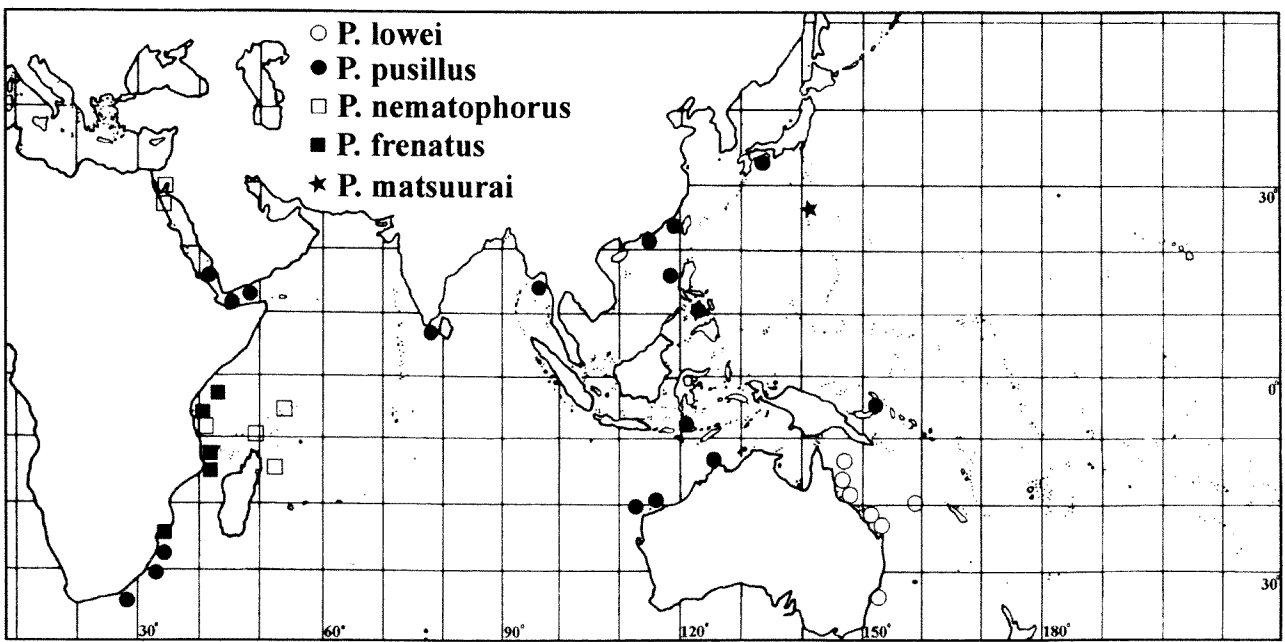 P. lowei
P. pusillus
P. nematophorus
P. frenatus
P. matsuurai
30°
0°
30°
30°
60°
90°
120°
150°
180°